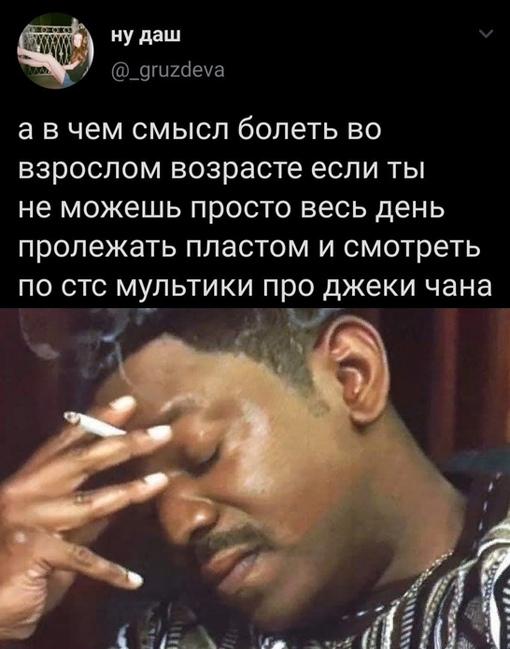 ну даш
@_gruzdeva
а в чем смысл болеть во
взрослом возрасте если ты
не можешь просто весь день
пролежать пластом и смотреть
по стс мультики про джеки чана